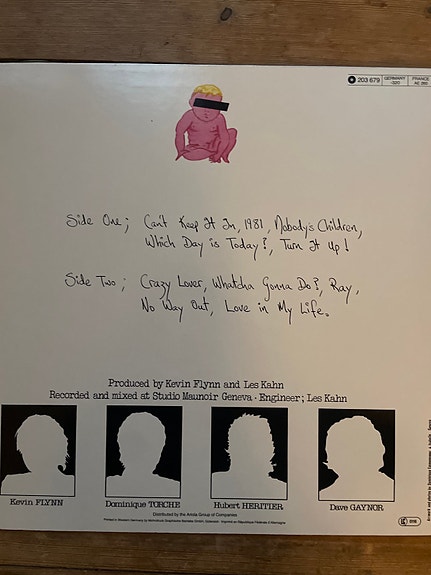 203 679 GERMANY -320 FRANCE
Side One; Can't Keep It In, 1981, Nobody's Children,
Which Day is Today?, Turn It Up!
Side Two; Crazy Lover, Whatcha Gonna Do?, Ray,
No Way Out, Love in My Life.
Produced by Kevin Flynn and Les Kahn
Recorded and mixed at Studio Maunoir Geneva · Engineer; Les Kahn
Kevin FLYNN
Dominique TORCHE
Hubert HERITIER
Dave GAYNOR
Distributed by the Ariola Group of Companies